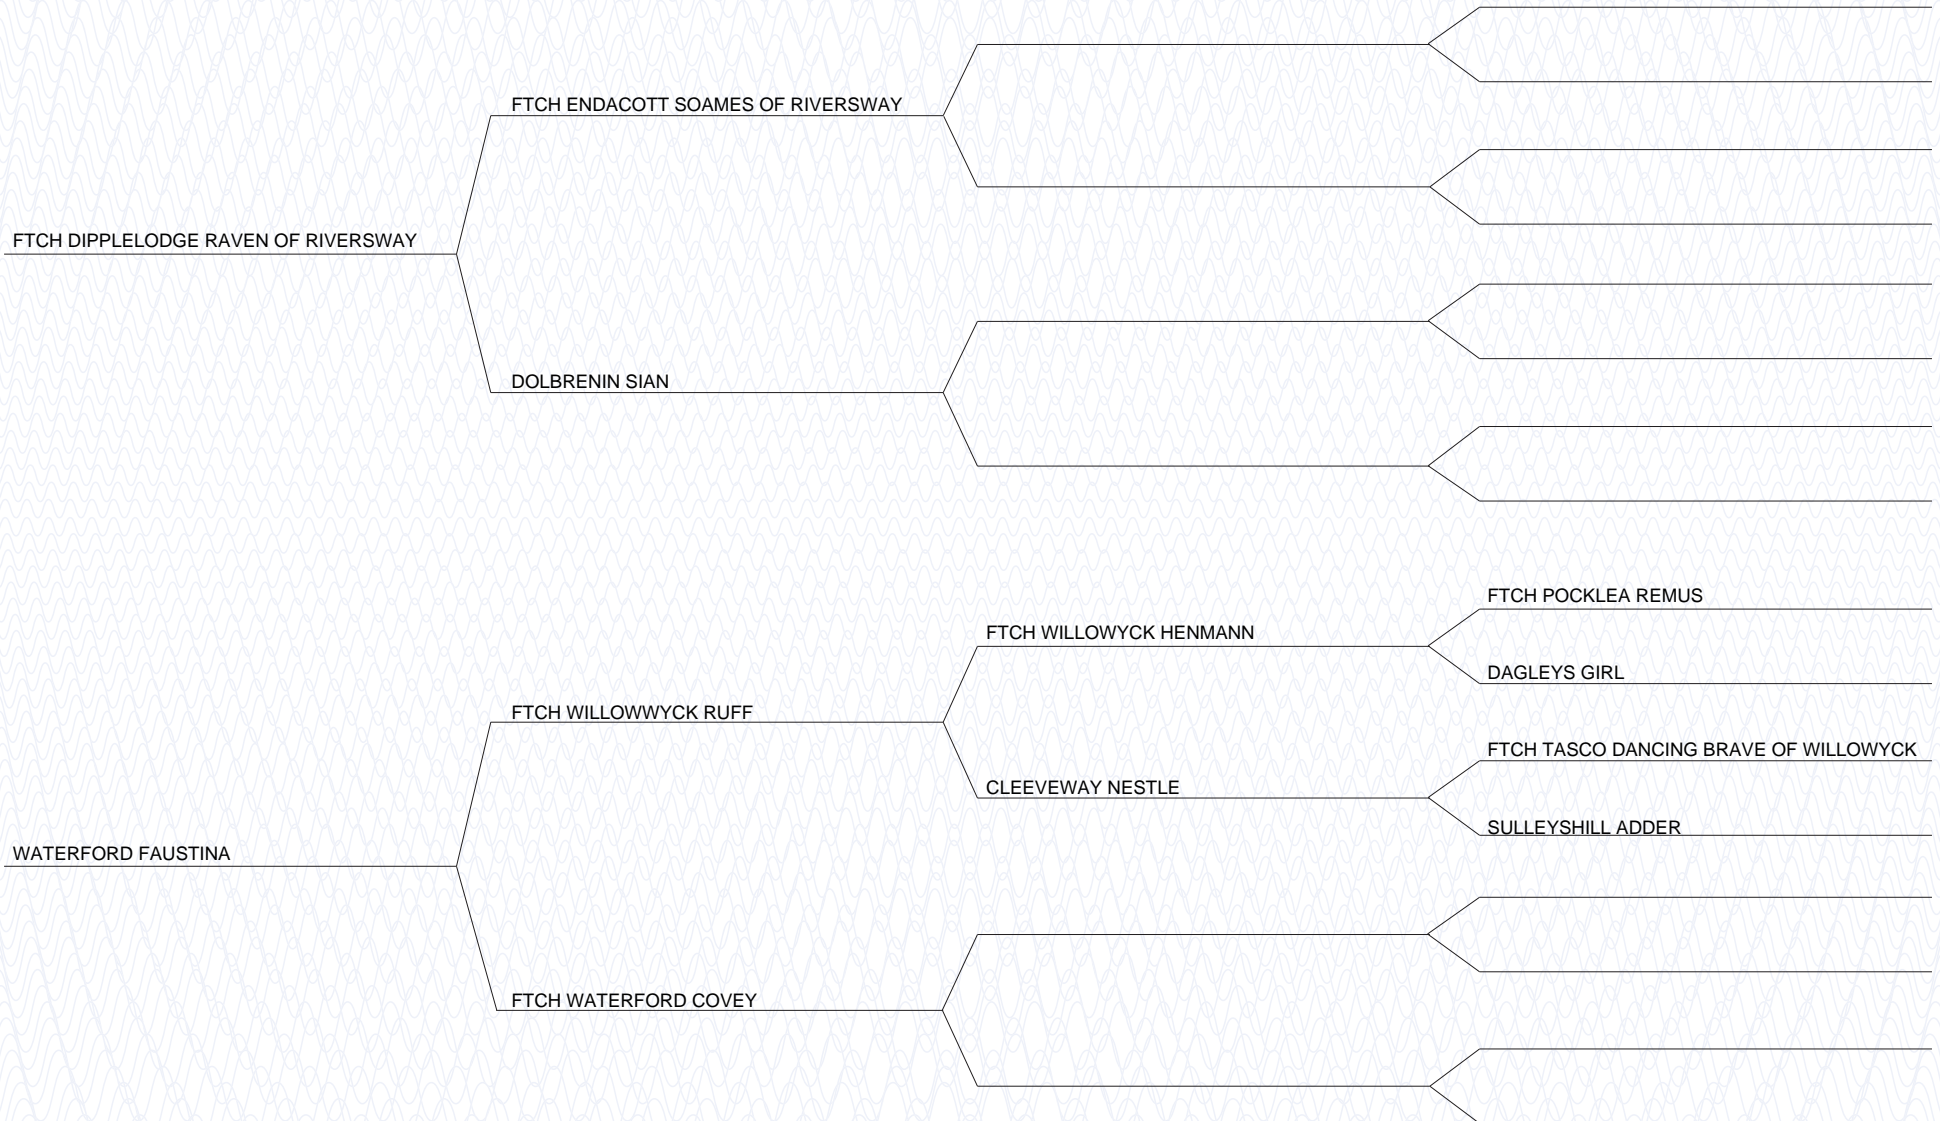 FTCH ENDACOTT SOAMES OF RIVERSWAY
FTCH DIPPLELODGE RAVEN OF RIVERSWAY
DOLBRENIN SIAN
FTCH POCKLEA REMUS
FTCH WILLOWYCK HENMANN
DAGLEYS GIRL
FTCH WILLOWWYCK RUFF
FTCH TASCO DANCING BRAVE OF WILLOWYCK
CLEEVEWAY NESTLE
SULLEYSHILL ADDER
WATERFORD FAUSTINA
FTCH WATERFORD COVEY